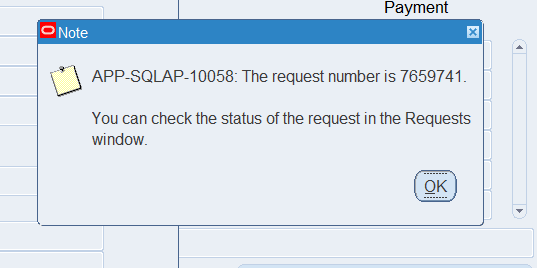 Payment
Note
APP-SQLAP-10058: The request number is 7659741.
You can check the status of the request in the Requests
window.
OK